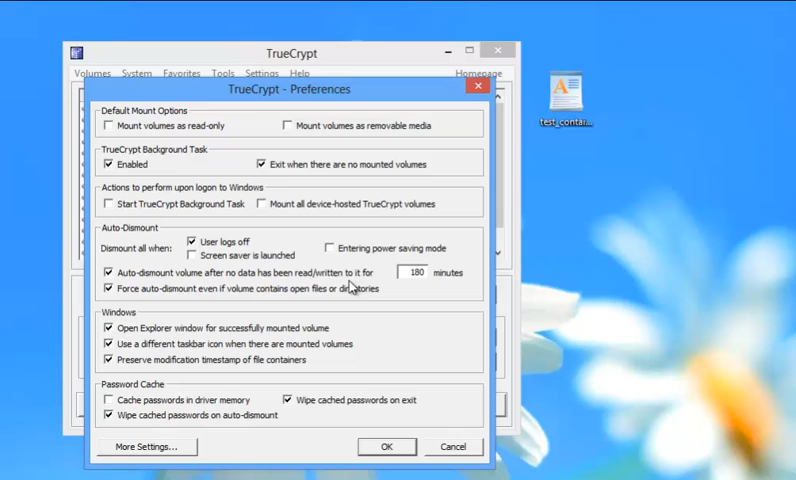 TrueCrypt
Volumes System Favorites Tools Settings Help Homepage
TrueCrypt - Preferences
Default Mount Options
Mount volumes as read-only Mount volumes as removable media
TrueCrypt Background Task
Enabled Exit when there are no mounted volumes
Actions to perform upon logon to Windows
Start TrueCrypt Background Task Mount all device-hosted TrueCrypt volumes
Auto-Dismount
Dismount all when: User logs off Entering power saving mode
Screen saver is launched
Auto-dismount volume after no data has been read/written to it for 180 minutes
Force auto-dismount even if volume contains open files or directories
Windows
Open Explorer window for successfully mounted volume
Use a different taskbar icon when there are mounted volumes
Preserve modification timestamp of file containers
Password Cache
Cache passwords in driver memory Wipe cached passwords on exit
Wipe cached passwords on auto-dismount
More Settings... OK Cancel
test_contai...